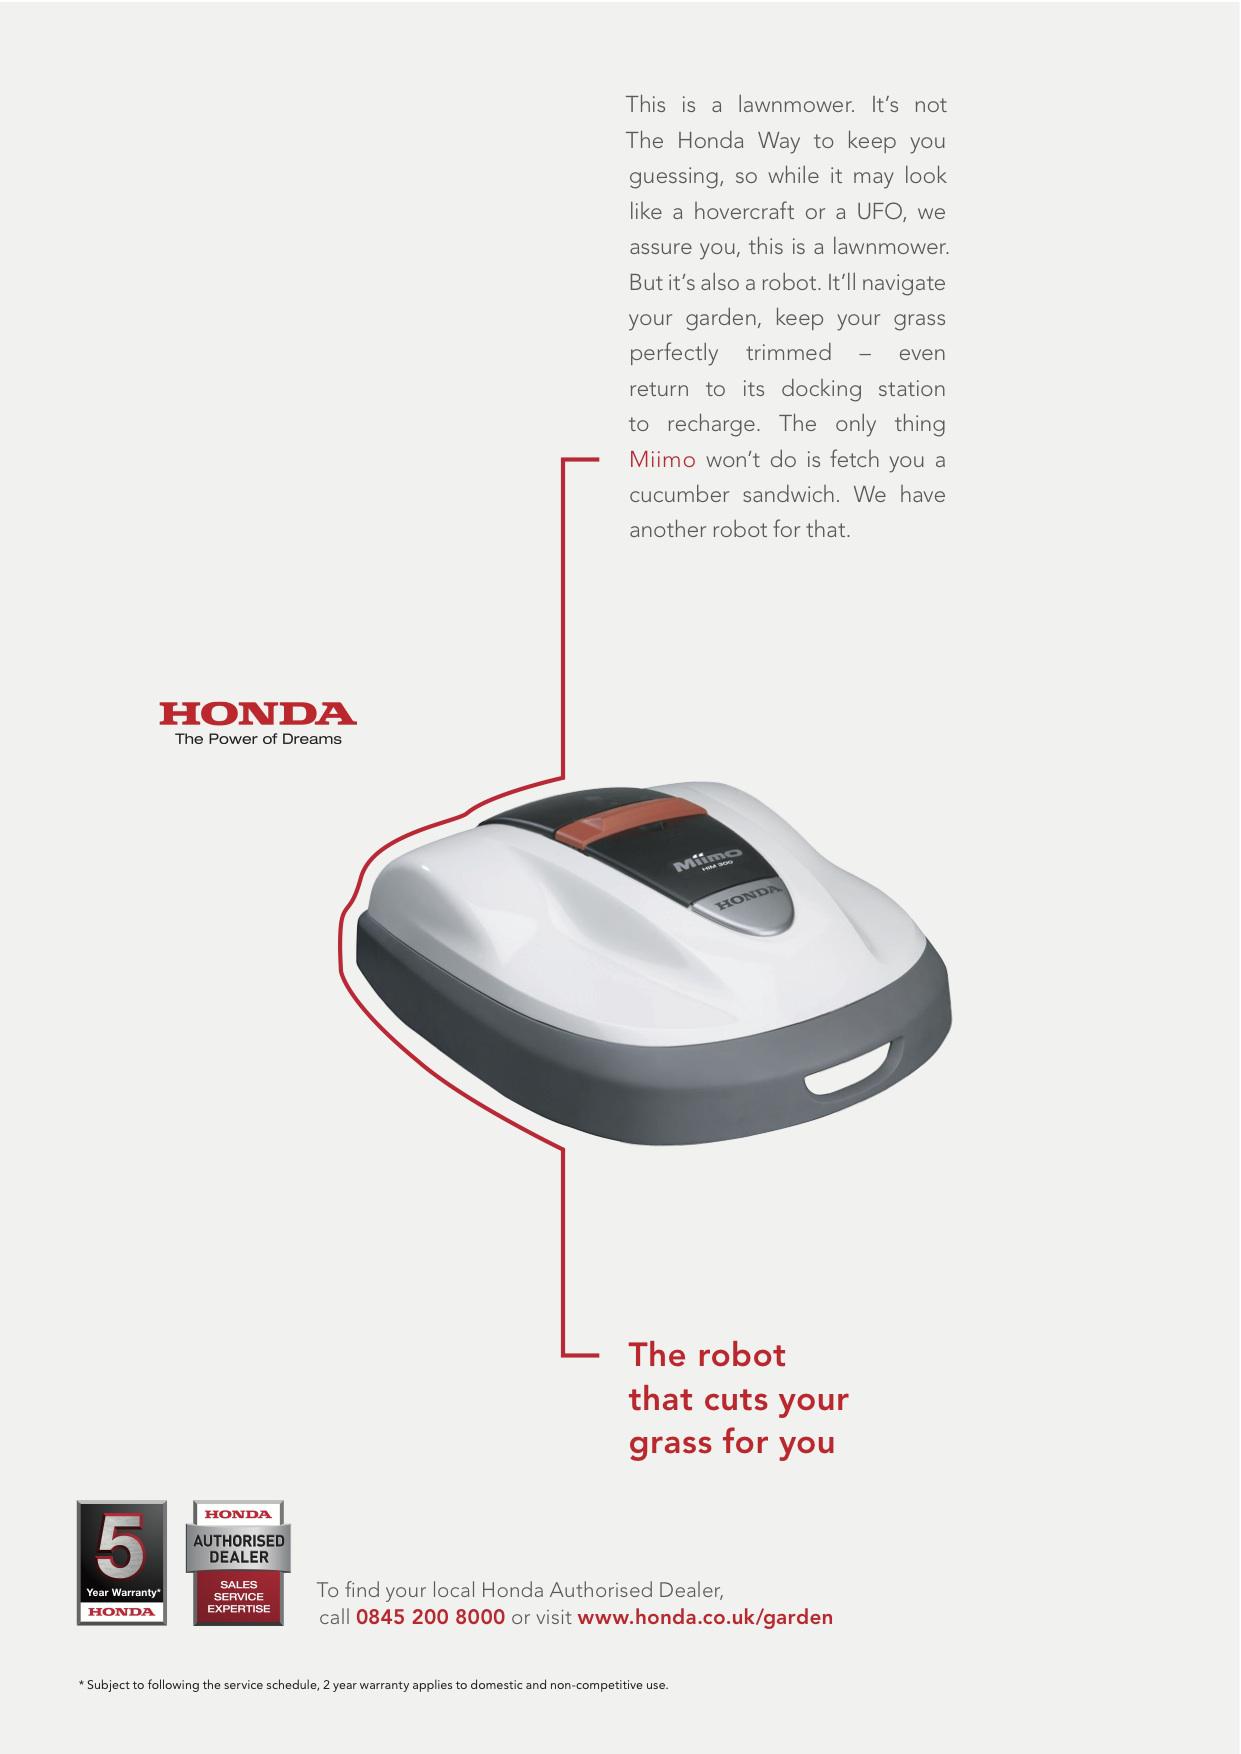 This is a lawnmower. It’s not
The Honda Way to keep you
guessing, so while it may look
like a hovercraft or a UFO, we
assure you, this is a lawnmower.
But it’s also a robot. It’ll navigate
your garden, keep your grass
perfectly trimmed – even
return to its docking station
to recharge. The only thing
Miimo won’t do is fetch you a
cucumber sandwich. We have
another robot for that.
HONDA
The Power of Dreams
Miimo
HRM 300
HONDA
The robot
that cuts your
grass for you
5
Year Warranty*
HONDA
HONDA
AUTHORISED
DEALER
SALES
SERVICE
EXPERTISE
To find your local Honda Authorised Dealer,
call 0845 200 8000 or visit www.honda.co.uk/garden
* Subject to following the service schedule, 2 year warranty applies to domestic and non-competitive use.